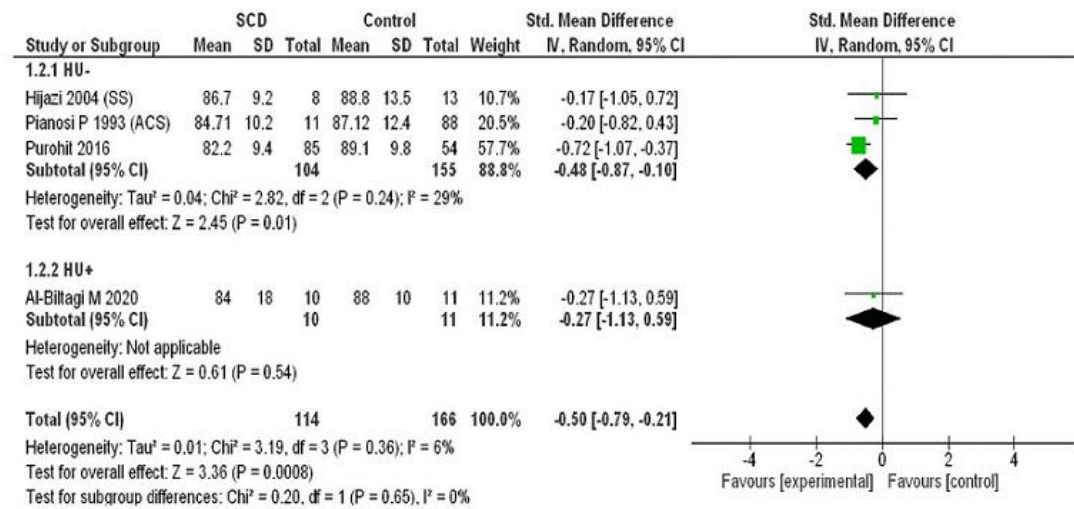 SCD Control Std. Mean Difference Std. Mean Difference
Study or Subgroup Mean SD Total Mean SD Total Weight IV, Random, 95% CI IV, Random, 95% CI
1.2.1 HU-
Hijazi 2004 (SS) 86.7 9.2 8 88.8 13.5 13 10.7% -0.17 [-1.05, 0.72]
Pianosi P 1993 (ACS) 84.71 10.2 11 87.12 12.4 88 20.5% -0.20 [-0.82, 0.43]
Purohit 2016 82.2 9.4 85 89.1 9.8 54 57.7% -0.72 [-1.07, -0.37]
Subtotal (95% CI) 104 155 88.8% -0.48 [-0.87, -0.10]
Heterogeneity: Tau² = 0.04; Chi² = 2.82, df = 2 (P = 0.24); I² = 29%
Test for overall effect: Z = 2.45 (P = 0.01)
1.2.2 HU+
Al-Biltagi M 2020 84 18 10 88 10 11 11.2% -0.27 [-1.13, 0.59]
Subtotal (95% CI) 10 11 11.2% -0.27 [-1.13, 0.59]
Heterogeneity: Not applicable
Test for overall effect: Z = 0.61 (P = 0.54)
Total (95% CI) 114 166 100.0% -0.50 [-0.79, -0.21]
Heterogeneity: Tau² = 0.01; Chi² = 3.19, df = 3 (P = 0.36); I² = 6%
Test for overall effect: Z = 3.36 (P = 0.0008)
Test for subgroup differences: Chi² = 0.20, df = 1 (P = 0.65), I² = 0%
-4 -2 0 2 4
Favours [experimental] Favours [control]